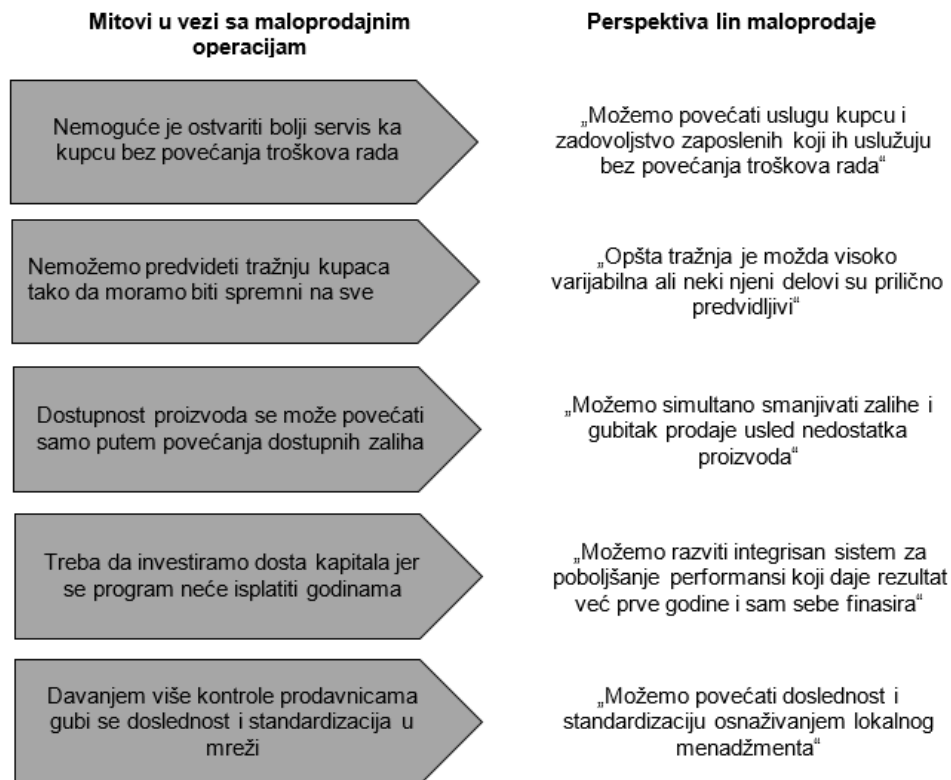 Mitovi u vezi sa maloprodajnim
operacijam
Perspektiva lin maloprodaje
Nemoguće je ostvariti bolji servis ka
kupcu bez povećanja troškova rada
„Možemo povećati uslugu kupcu i
zadovoljstvo zaposlenih koji ih uslužuju
bez povećanja troškova rada“
Nemožemo predvideti tražnju kupaca
tako da moramo biti spremni na sve
„Opšta tražnja je možda visoko
varijabilna ali neki njeni delovi su prilično
predvidljivi“
Dostupnost proizvoda se može povećati
samo putem povećanja dostupnih zaliha
„Možemo simultano smanjivati zalihe i
gubitak prodaje usled nedostatka
proizvoda“
Treba da investiramo dosta kapitala jer
se program neće isplatiti godinama
„Možemo razviti integrisan sistem za
poboljšanje performansi koji daje rezultat
već prve godine i sam sebe finasira“
Davanjem više kontrole prodavnicama
gubi se doslednost i standardizacija u
mreži
„Možemo povećati doslednost i
standardizaciju osnaživanjem lokalnog
menadžmenta“